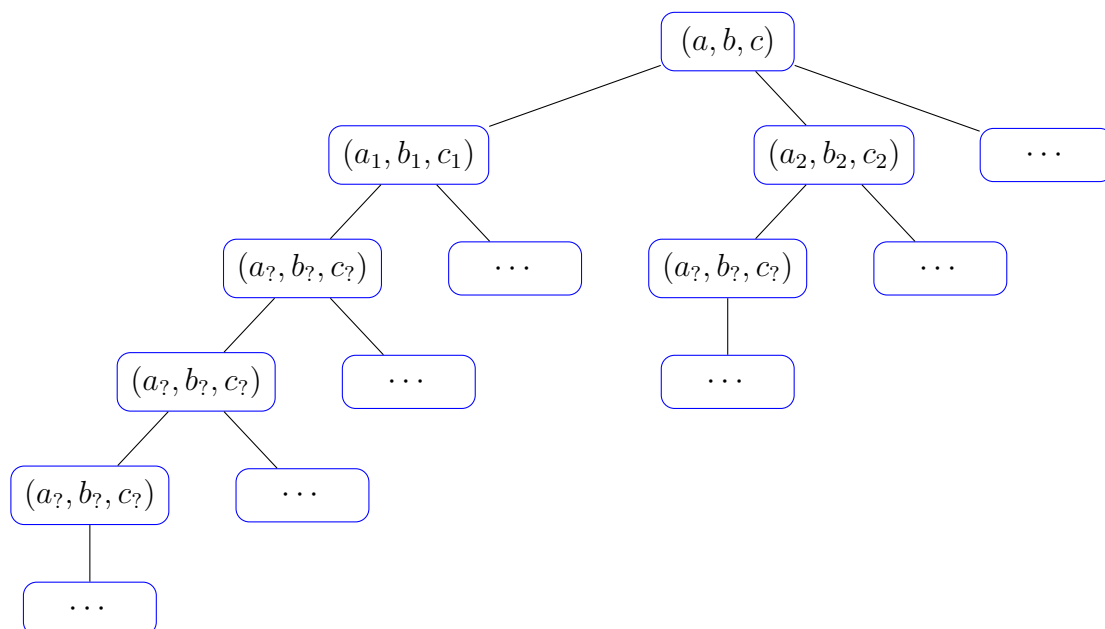 (a, b, c)
(a₁, b₁, c₁) (a₂, b₂, c₂) ⋯
(a?, b?, c?) ⋯ (a?, b?, c?) ⋯
(a?, b?, c?) ⋯ ⋯
(a?, b?, c?) ⋯
⋯